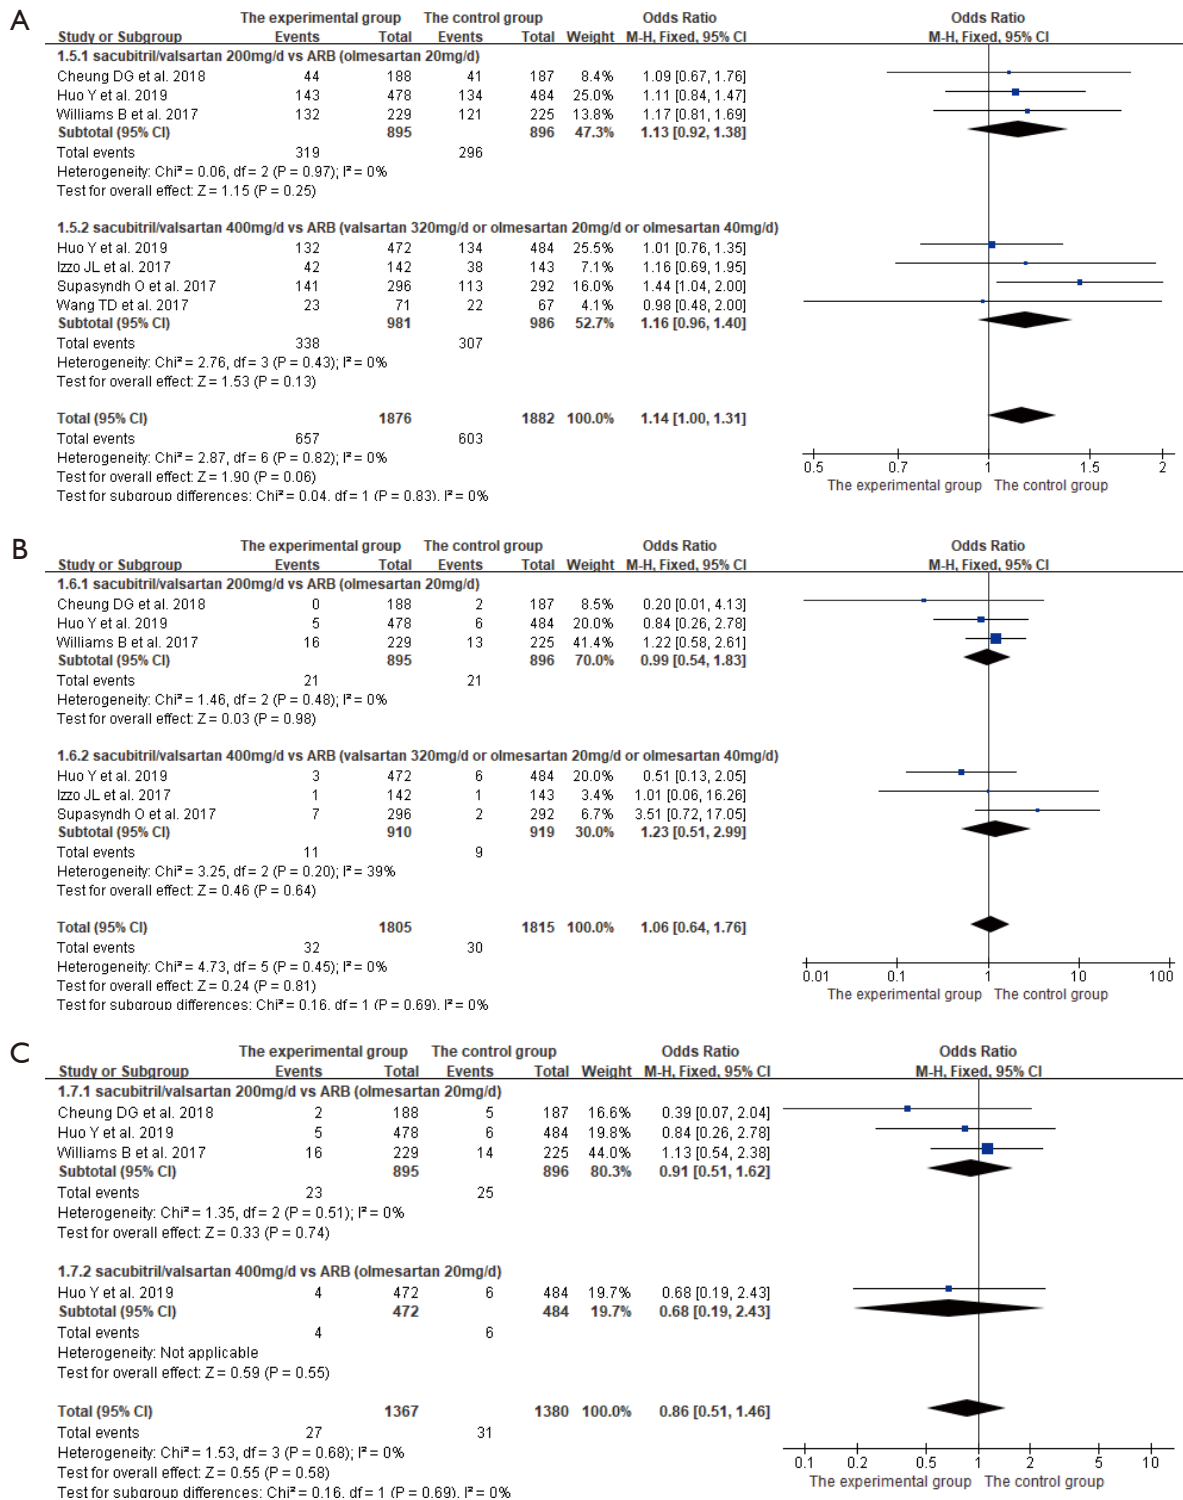 A
The experimental group The control group Odds Ratio Odds Ratio
Study or Subgroup Events Total Events Total Weight M-H, Fixed, 95% CI M-H, Fixed, 95% CI
1.5.1 sacubitril/valsartan 200mg/d vs ARB (olmesartan 20mg/d)
Cheung DG et al. 2018 44 188 41 187 8.4% 1.09 [0.67, 1.76]
Huo Y et al. 2019 143 478 134 484 25.0% 1.11 [0.84, 1.47]
Williams B et al. 2017 132 229 121 225 13.8% 1.17 [0.81, 1.69]
Subtotal (95% CI) 895 896 47.3% 1.13 [0.92, 1.38]
Total events 319 296
Heterogeneity: Chi² = 0.06, df = 2 (P = 0.97); I² = 0%
Test for overall effect: Z = 1.15 (P = 0.25)
1.5.2 sacubitril/valsartan 400mg/d vs ARB (valsartan 320mg/d or olmesartan 20mg/d or olmesartan 40mg/d)
Huo Y et al. 2019 132 472 134 484 25.5% 1.01 [0.76, 1.35]
Izzo JL et al. 2017 42 142 38 143 7.1% 1.16 [0.69, 1.95]
Supasyndh O et al. 2017 141 296 113 292 16.0% 1.44 [1.04, 2.00]
Wang TD et al. 2017 23 71 22 67 4.1% 0.98 [0.48, 2.00]
Subtotal (95% CI) 981 986 52.7% 1.16 [0.96, 1.40]
Total events 338 307
Heterogeneity: Chi² = 2.76, df = 3 (P = 0.43); I² = 0%
Test for overall effect: Z = 1.53 (P = 0.13)
Total (95% CI) 1876 1882 100.0% 1.14 [1.00, 1.31]
Total events 657 603
Heterogeneity: Chi² = 2.87, df = 6 (P = 0.82); I² = 0%
Test for overall effect: Z = 1.90 (P = 0.06)
Test for subgroup differences: Chi² = 0.04, df = 1 (P = 0.83), I² = 0%
0.5 0.7 1 1.5 2
The experimental group The control group
B
The experimental group The control group Odds Ratio Odds Ratio
Study or Subgroup Events Total Events Total Weight M-H, Fixed, 95% CI M-H, Fixed, 95% CI
1.6.1 sacubitril/valsartan 200mg/d vs ARB (olmesartan 20mg/d)
Cheung DG et al. 2018 0 188 2 187 8.5% 0.20 [0.01, 4.13]
Huo Y et al. 2019 5 478 6 484 20.0% 0.84 [0.26, 2.78]
Williams B et al. 2017 16 229 13 225 41.4% 1.22 [0.58, 2.61]
Subtotal (95% CI) 895 896 70.0% 0.99 [0.54, 1.83]
Total events 21 21
Heterogeneity: Chi² = 1.46, df = 2 (P = 0.48); I² = 0%
Test for overall effect: Z = 0.03 (P = 0.98)
1.6.2 sacubitril/valsartan 400mg/d vs ARB (valsartan 320mg/d or olmesartan 20mg/d or olmesartan 40mg/d)
Huo Y et al. 2019 3 472 6 484 20.0% 0.51 [0.13, 2.05]
Izzo JL et al. 2017 1 142 1 143 3.4% 1.01 [0.06, 16.26]
Supasyndh O et al. 2017 7 296 2 292 6.7% 3.51 [0.72, 17.05]
Subtotal (95% CI) 910 919 30.0% 1.23 [0.51, 2.99]
Total events 11 9
Heterogeneity: Chi² = 3.25, df = 2 (P = 0.20); I² = 39%
Test for overall effect: Z = 0.46 (P = 0.64)
Total (95% CI) 1805 1815 100.0% 1.06 [0.64, 1.76]
Total events 32 30
Heterogeneity: Chi² = 4.73, df = 5 (P = 0.45); I² = 0%
Test for overall effect: Z = 0.24 (P = 0.81)
Test for subgroup differences: Chi² = 0.16, df = 1 (P = 0.69), I² = 0%
0.01 0.1 1 10 100
The experimental group The control group
C
The experimental group The control group Odds Ratio Odds Ratio
Study or Subgroup Events Total Events Total Weight M-H, Fixed, 95% CI M-H, Fixed, 95% CI
1.7.1 sacubitril/valsartan 200mg/d vs ARB (olmesartan 20mg/d)
Cheung DG et al. 2018 2 188 5 187 16.6% 0.39 [0.07, 2.04]
Huo Y et al. 2019 5 478 6 484 19.8% 0.84 [0.26, 2.78]
Williams B et al. 2017 16 229 14 225 44.0% 1.13 [0.54, 2.38]
Subtotal (95% CI) 895 896 80.3% 0.91 [0.51, 1.62]
Total events 23 25
Heterogeneity: Chi² = 1.35, df = 2 (P = 0.51); I² = 0%
Test for overall effect: Z = 0.33 (P = 0.74)
1.7.2 sacubitril/valsartan 400mg/d vs ARB (olmesartan 20mg/d)
Huo Y et al. 2019 4 472 6 484 19.7% 0.68 [0.19, 2.43]
Subtotal (95% CI) 472 484 19.7% 0.68 [0.19, 2.43]
Total events 4 6
Heterogeneity: Not applicable
Test for overall effect: Z = 0.59 (P = 0.55)
Total (95% CI) 1367 1380 100.0% 0.86 [0.51, 1.46]
Total events 27 31
Heterogeneity: Chi² = 1.53, df = 3 (P = 0.68); I² = 0%
Test for overall effect: Z = 0.55 (P = 0.58)
Test for subgroup differences: Chi² = 0.16, df = 1 (P = 0.69), I² = 0%
0.1 0.2 0.5 1 2 5 10
The experimental group The control group